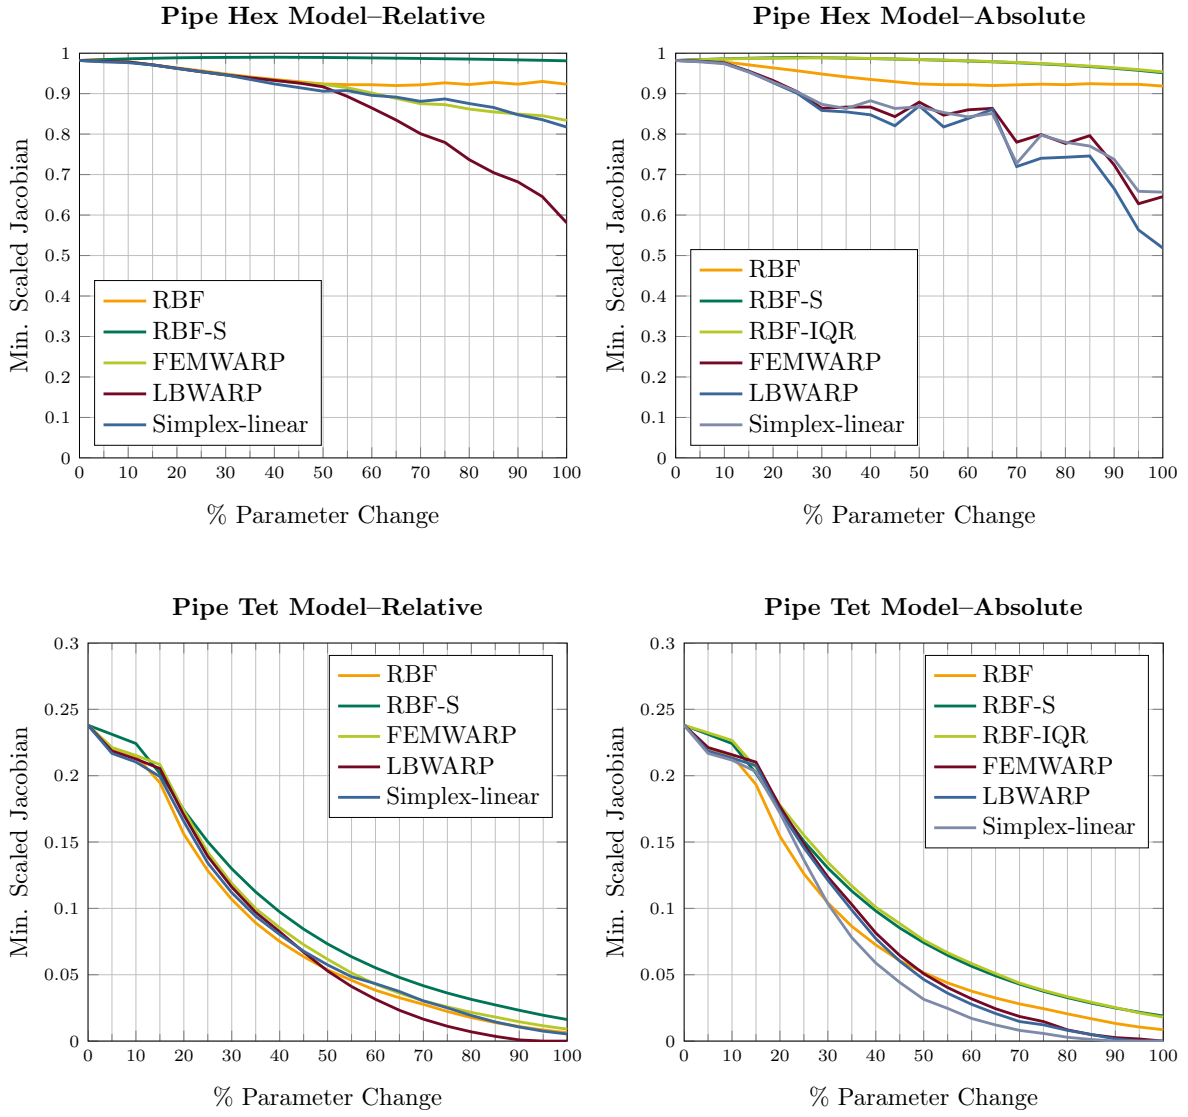 Pipe Hex Model–Relative
Min. Scaled Jacobian
1
0.9
0.8
0.7
0.6
0.5
0.4
0.3
0.2
0.1
0
RBF
RBF-S
FEMWARP
LBWARP
Simplex-linear
0 10 20 30 40 50 60 70 80 90 100
% Parameter Change
Pipe Hex Model–Absolute
Min. Scaled Jacobian
1
0.9
0.8
0.7
0.6
0.5
0.4
0.3
0.2
0.1
0
RBF
RBF-S
RBF-IQR
FEMWARP
LBWARP
Simplex-linear
0 10 20 30 40 50 60 70 80 90 100
% Parameter Change
Pipe Tet Model–Relative
Min. Scaled Jacobian
0.3
0.25
0.2
0.15
0.1
0.05
0
RBF
RBF-S
FEMWARP
LBWARP
Simplex-linear
0 10 20 30 40 50 60 70 80 90 100
% Parameter Change
Pipe Tet Model–Absolute
Min. Scaled Jacobian
0.3
0.25
0.2
0.15
0.1
0.05
0
RBF
RBF-S
RBF-IQR
FEMWARP
LBWARP
Simplex-linear
0 10 20 30 40 50 60 70 80 90 100
% Parameter Change